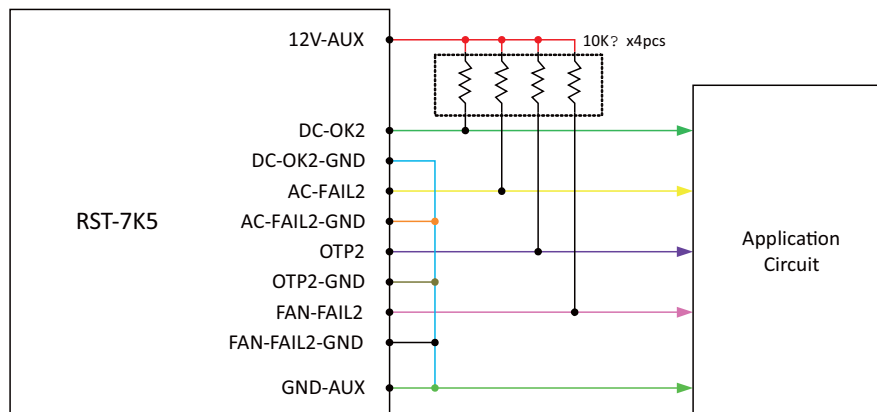 12V-AUX
10K? x4pcs
DC-OK2
DC-OK2-GND
AC-FAIL2
RST-7K5
AC-FAIL2-GND
Application
Circuit
OTP2
OTP2-GND
FAN-FAIL2
FAN-FAIL2-GND
GND-AUX